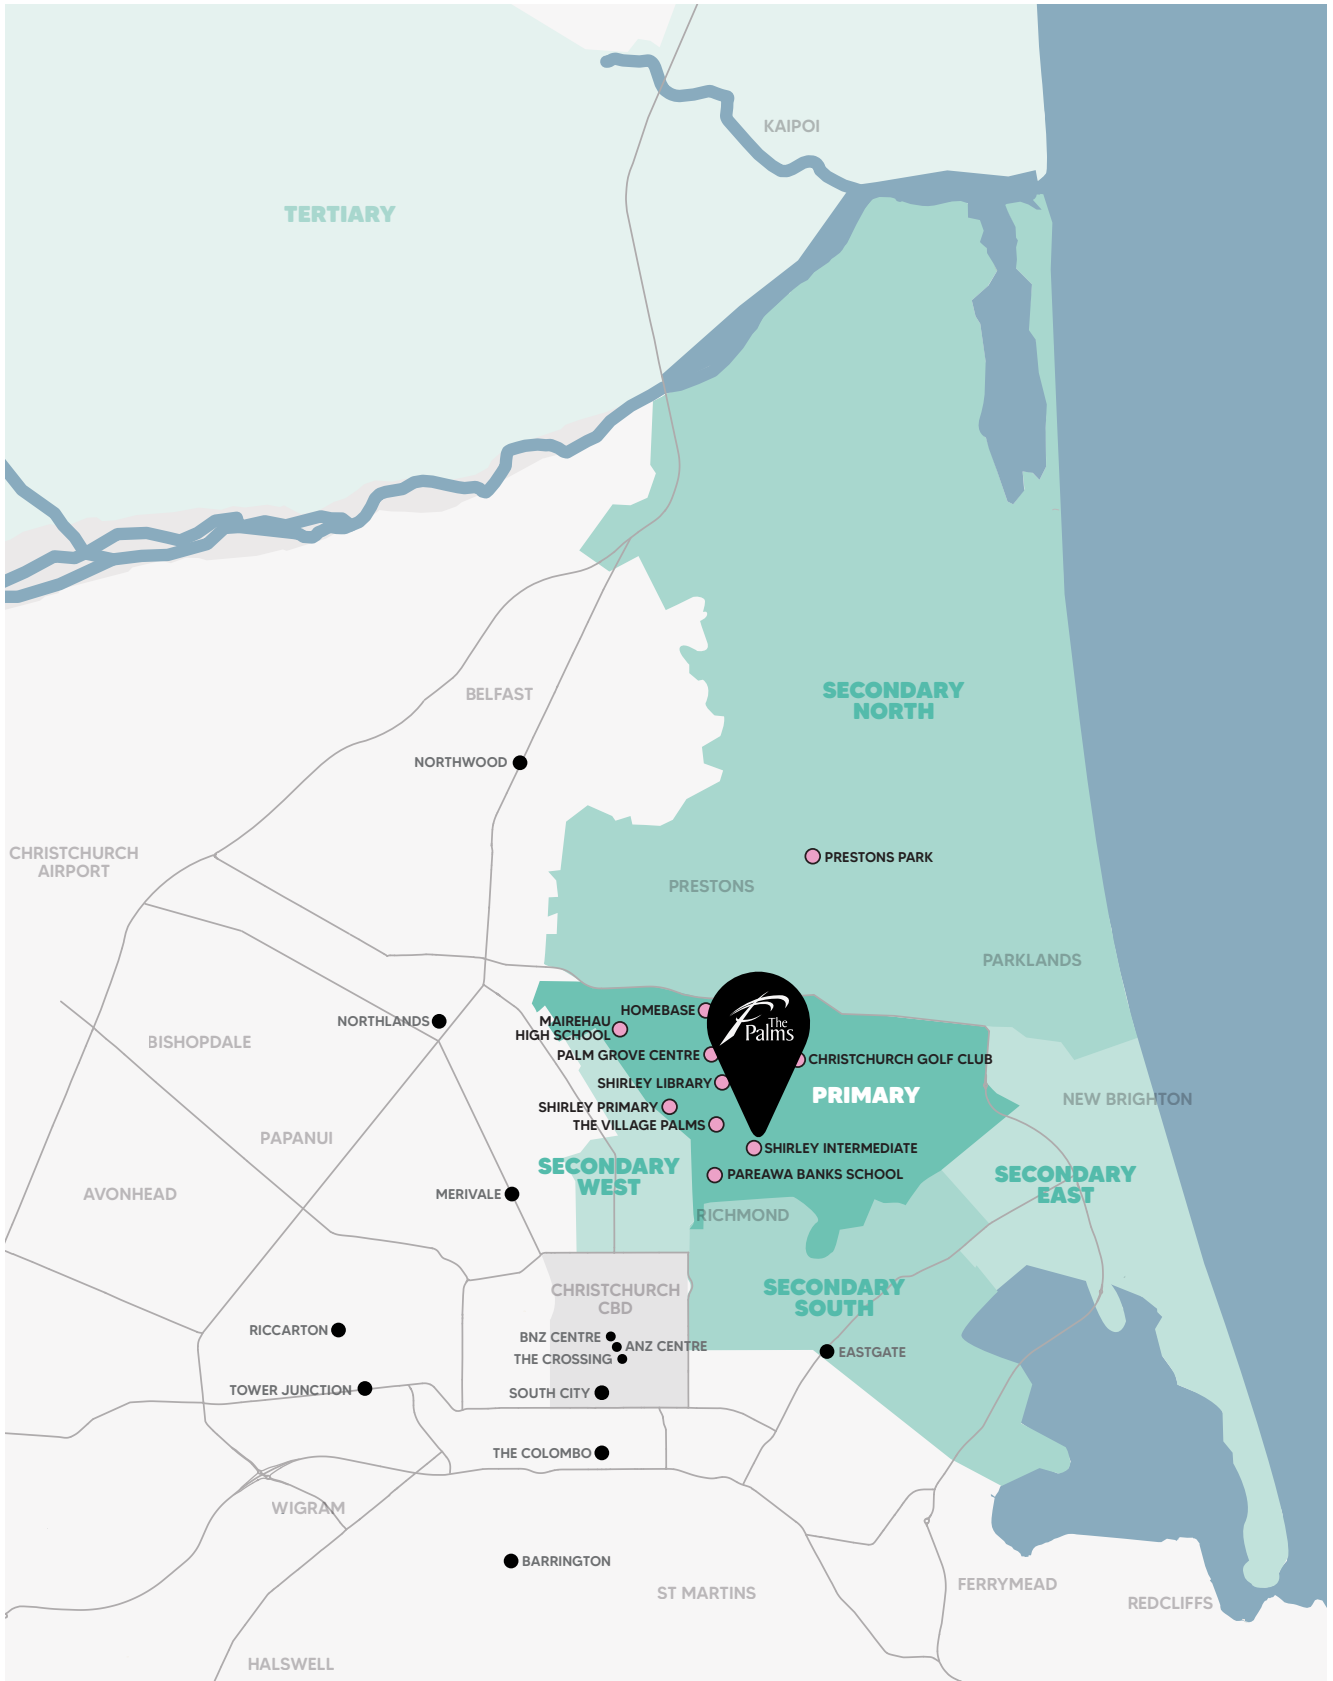 KAIPOI
TERTIARY
SECONDARY
NORTH
BELFAST
NORTHWOOD
CHRISTCHURCH
AIRPORT
PRESTONS PARK
PRESTONS
PARKLANDS
HOMEBASE
NORTHLANDS
MAIREHAU
HIGH SCHOOL
The
Palms
BISHOPDALE
PALM GROVE CENTRE
CHRISTCHURCH GOLF CLUB
SHIRLEY LIBRARY
PRIMARY
NEW BRIGHTON
SHIRLEY PRIMARY
THE VILLAGE PALMS
PAPANUI
SHIRLEY INTERMEDIATE
SECONDARY
WEST
PAREAWA BANKS SCHOOL
SECONDARY
EAST
AVONHEAD
MERIVALE
RICHMOND
CHRISTCHURCH
CBD
SECONDARY
SOUTH
RICCARTON
BNZ CENTRE
ANZ CENTRE
THE CROSSING
EASTGATE
TOWER JUNCTION
SOUTH CITY
THE COLOMBO
WIGRAM
BARRINGTON
ST MARTINS
FERRYMEAD
REDCLIFFS
HALSWELL